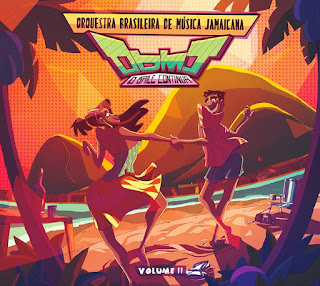 ORQUESTRA BRASILEIRA DE MÚSICA JAMAICANA
OBMJ
O BAILE CONTINUA
VOLUME II